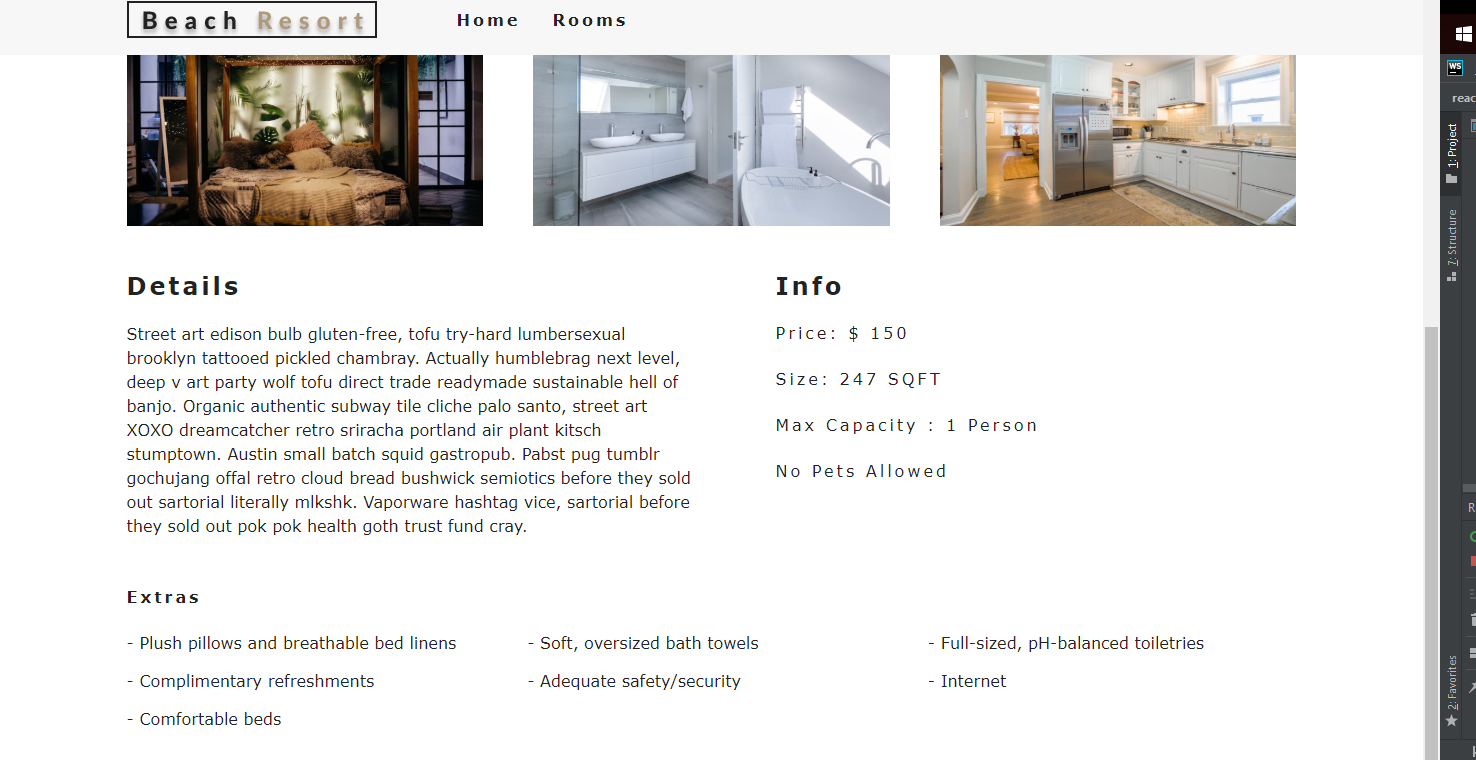 Beach Resort
Home
Rooms
Details
Street art edison bulb gluten-free, tofu try-hard lumbersexual
brooklyn tattooed pickled chambray. Actually humblebrag next level,
deep v art party wolf tofu direct trade readymade sustainable hell of
banjo. Organic authentic subway tile cliche palo santo, street art
XOXO dreamcatcher retro sriracha portland air plant kitsch
stumptown. Austin small batch squid gastropub. Pabst pug tumblr
gochujang offal retro cloud bread bushwick semiotics before they sold
out sartorial literally mlkshk. Vaporware hashtag vice, sartorial before
they sold out pok pok health goth trust fund cray.
Info
Price: $ 150
Size: 247 SQFT
Max Capacity : 1 Person
No Pets Allowed
Extras
- Plush pillows and breathable bed linens
- Soft, oversized bath towels
- Full-sized, pH-balanced toiletries
- Complimentary refreshments
- Adequate safety/security
- Internet
- Comfortable beds
WS
reac
1: Project
7: Structure
R
2: Favorites